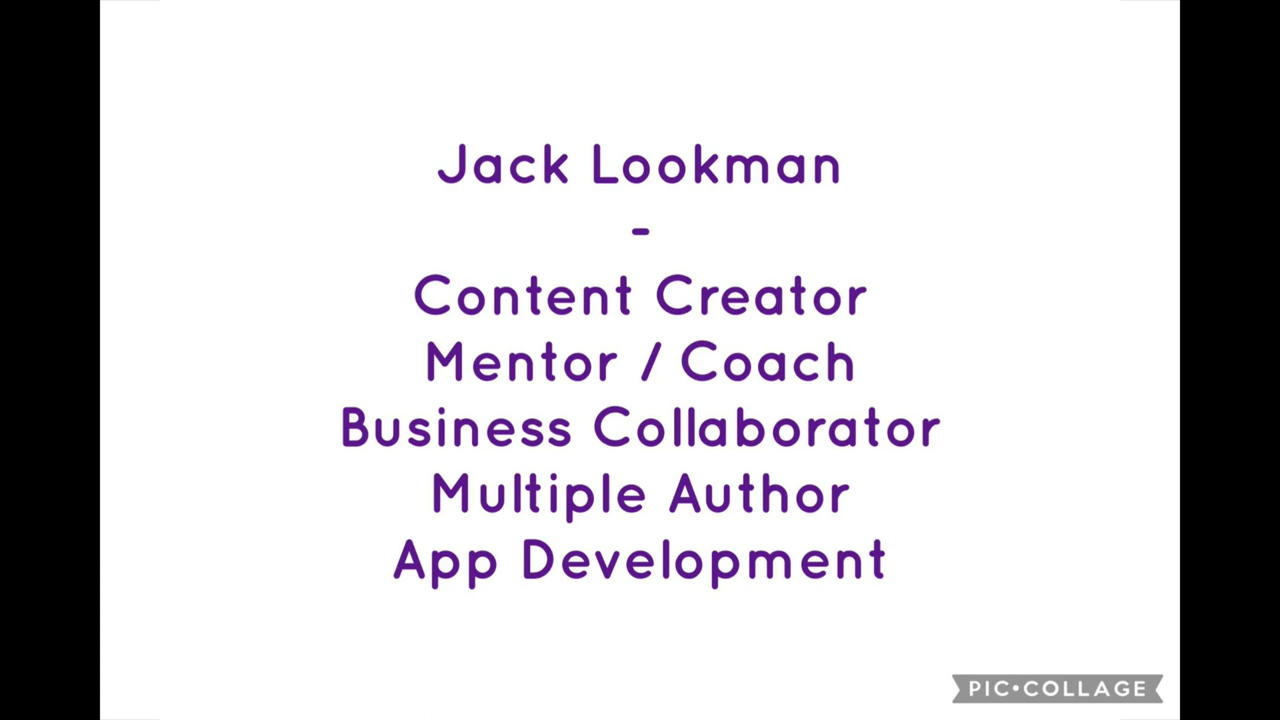 Jack Lookman
-
Content Creator
Mentor / Coach
Business Collaborator
Multiple Author
App Development
PIC•COLLAGE